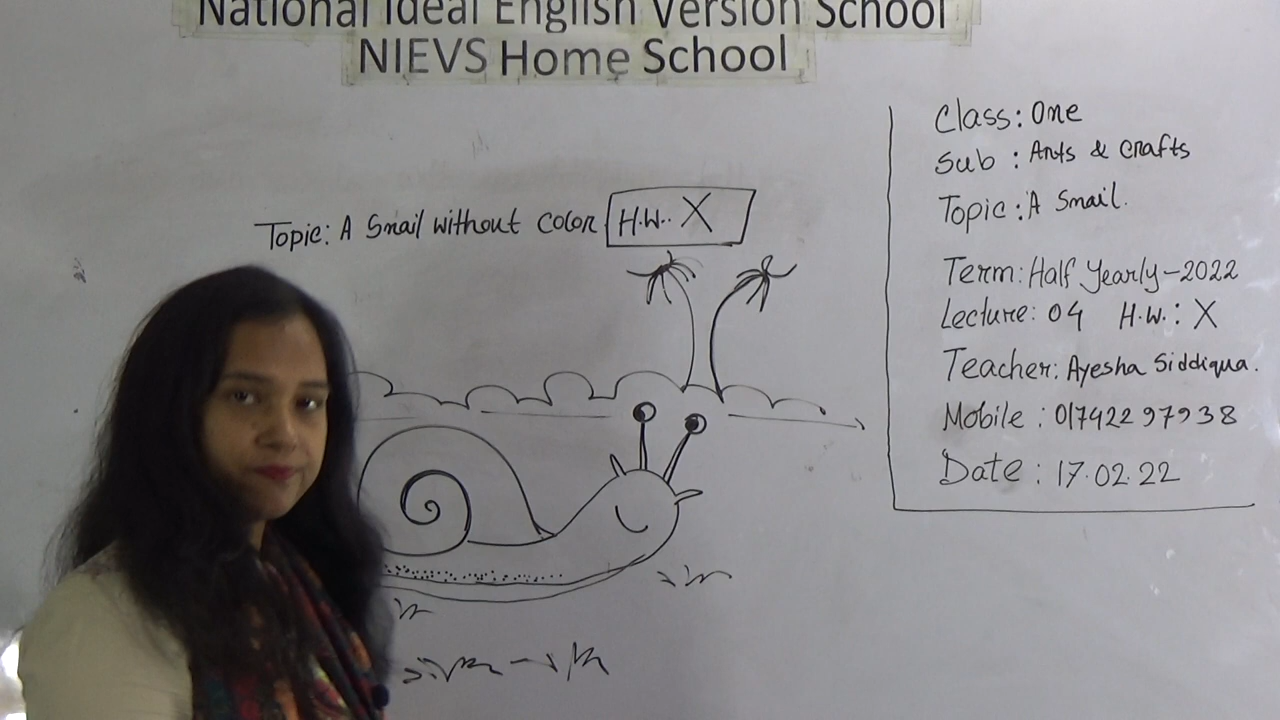 National Ideal English Version School
NIEVS Home School
Topic: A Snail without color H.W.. X
Class: One
Sub : Arts & Crafts
Topic : A Snail.
Term: Half Yearly-2022
Lecture: 04 H.W.: X
Teacher: Ayesha Siddiqua.
Mobile : 01742297938
Date : 17.02.22